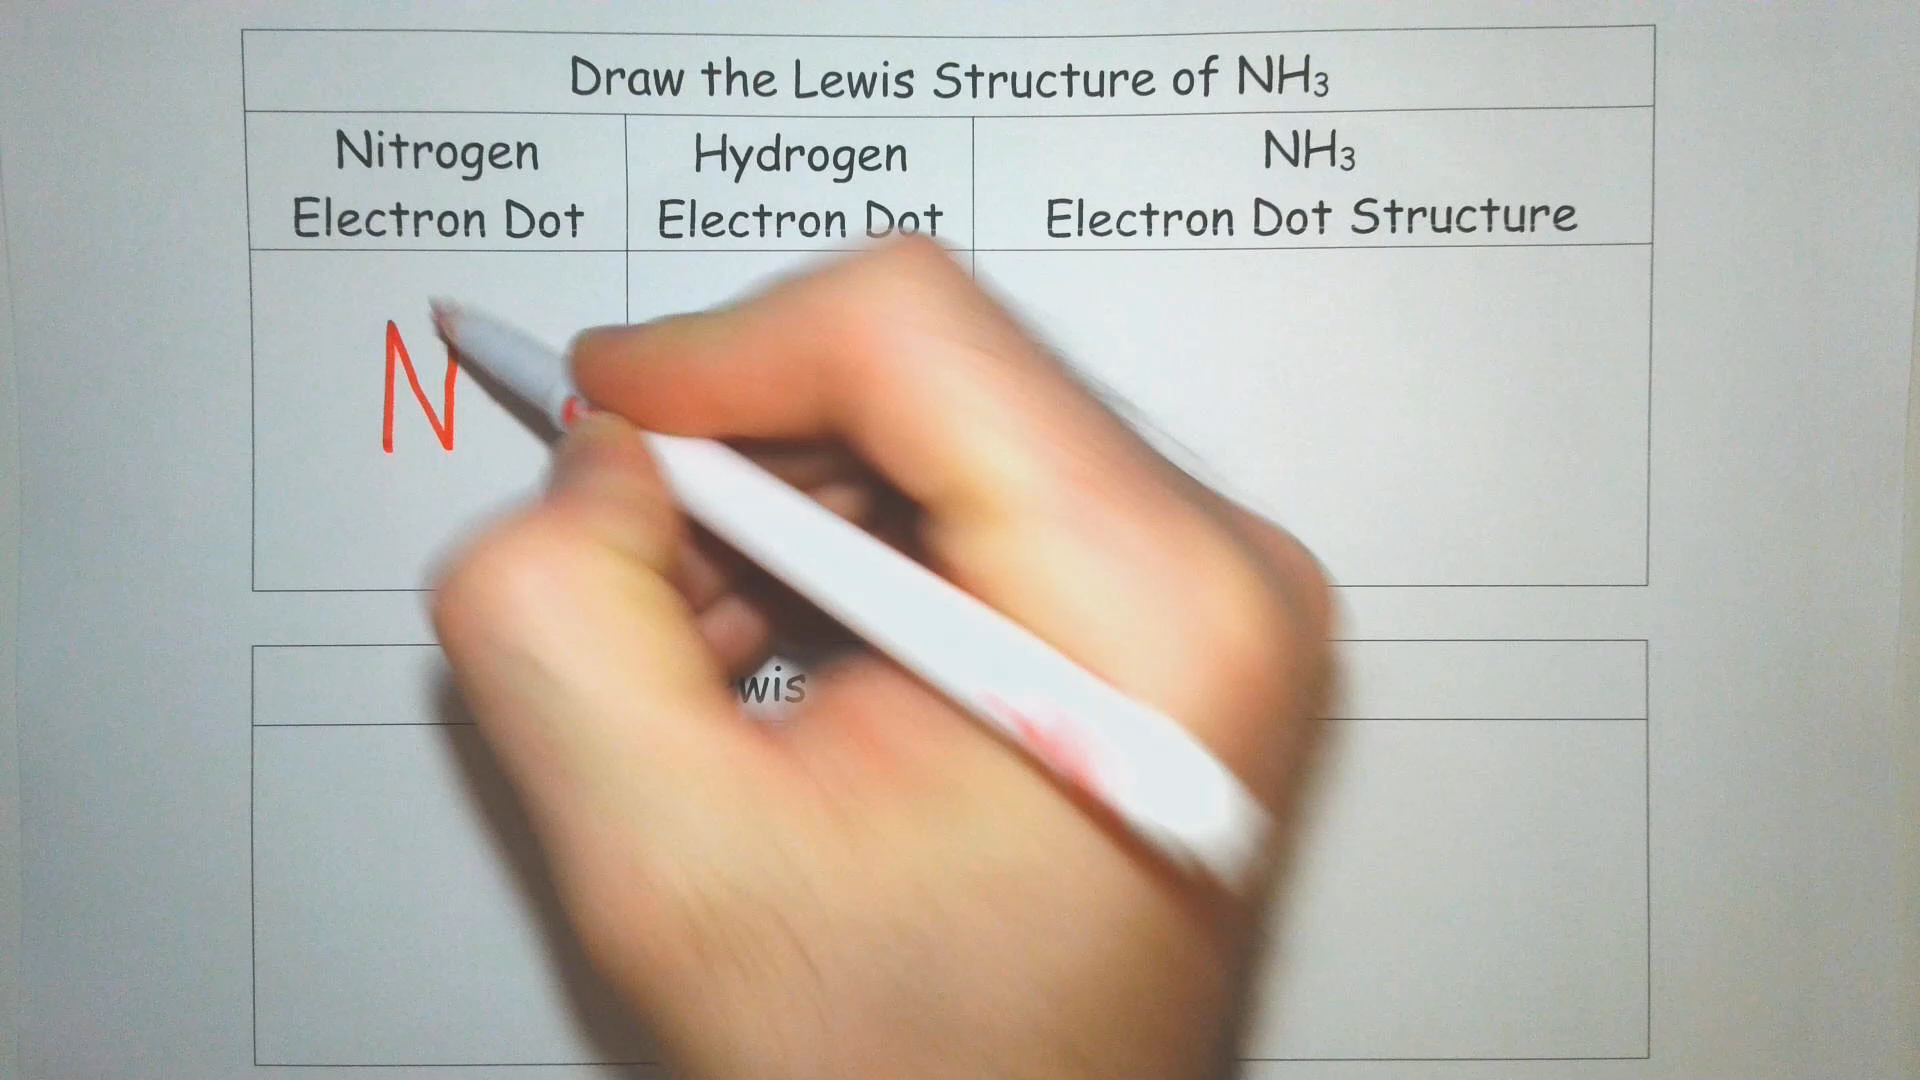 Draw the Lewis Structure of NH₃
Nitrogen
Electron Dot
Hydrogen
Electron Dot
NH₃
Electron Dot Structure
N
wis